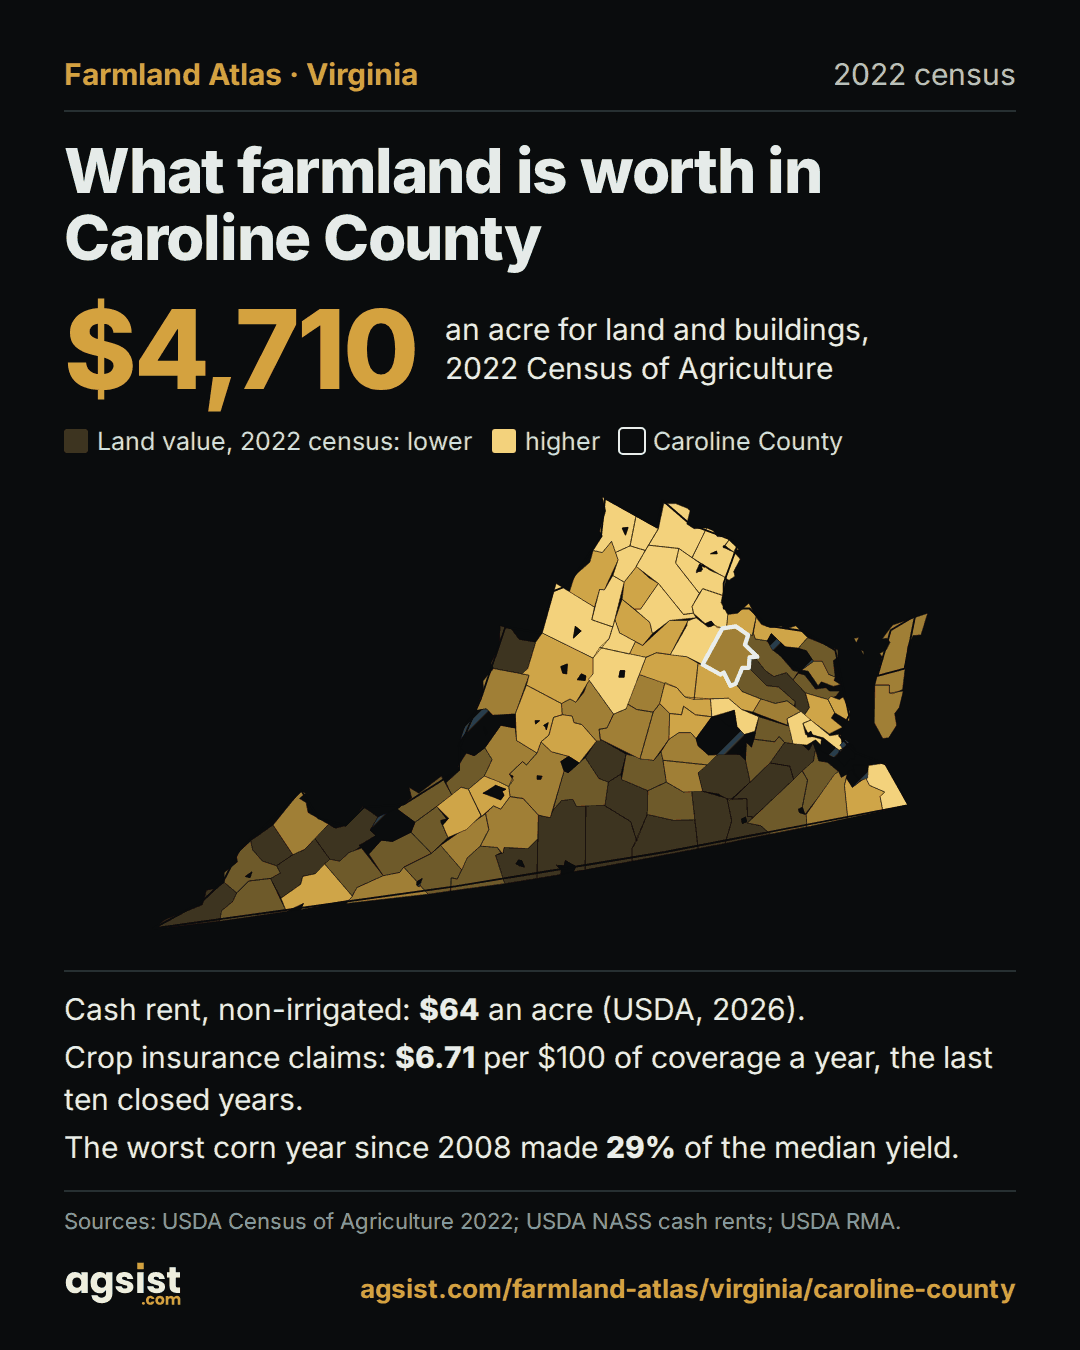 Farmland Atlas · Virginia
2022 census
What farmland is worth in
Caroline County
$4,710
an acre for land and buildings,
2022 Census of Agriculture
Land value, 2022 census: lower
higher
Caroline County
Cash rent, non-irrigated: $64 an acre (USDA, 2026).
Crop insurance claims: $6.71 per $100 of coverage a year, the last
ten closed years.
The worst corn year since 2008 made 29% of the median yield.
Sources: USDA Census of Agriculture 2022; USDA NASS cash rents; USDA RMA.
agsist
.com
agsist.com/farmland-atlas/virginia/caroline-county